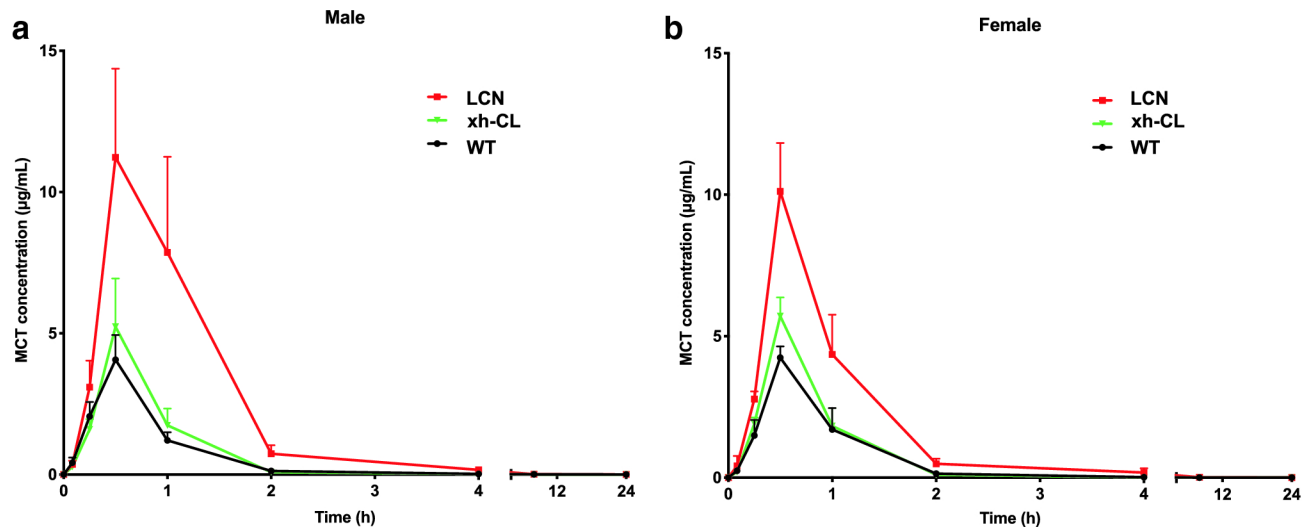 a
Male
15
10
5
0
MCT concentration (µg/mL)
LCN
xh-CL
WT
0 1 2 3 4 12 24
Time (h)
b
Female
15
10
5
0
MCT concentration (µg/mL)
LCN
xh-CL
WT
0 1 2 3 4 12 24
Time (h)